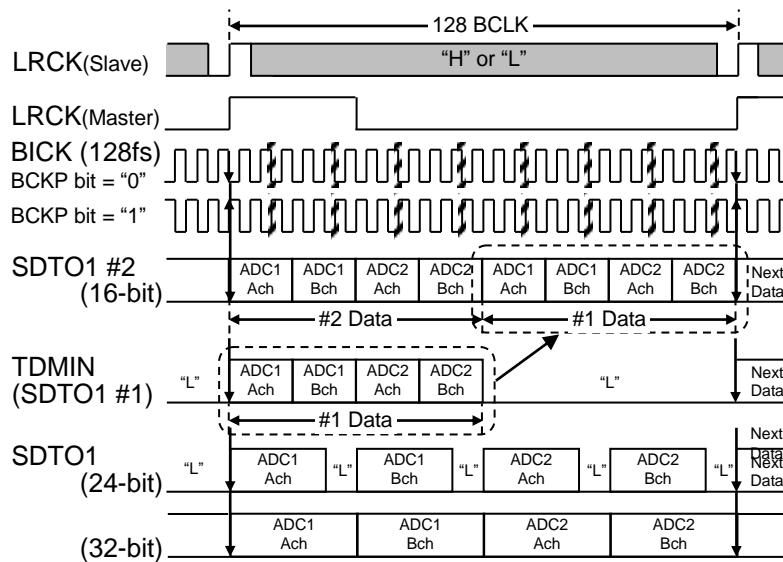 128 BCLK
LRCK(Slave)
“H” or “L”
LRCK(Master)
BICK (128fs)
BCKP bit = “0”
BCKP bit = “1”
SDTO1 #2
(16-bit)
ADC1 ADC1 ADC2 ADC2 ADC1 ADC1 ADC2 ADC2 Next
Ach Bch Ach Bch Ach Bch Ach Bch Data
#2 Data #1 Data
TDMIN
(SDTO1 #1)
“L” ADC1 ADC1 ADC2 ADC2 “L” Next
Ach Bch Ach Bch Data
#1 Data
Next
Data
SDTO1
(24-bit)
“L” ADC1 “L” ADC1 “L” ADC2 “L” ADC2 “L” Next
Ach Bch Ach Bch Data
(32-bit)
ADC1 ADC1 ADC2 ADC2
Ach Bch Ach Bch